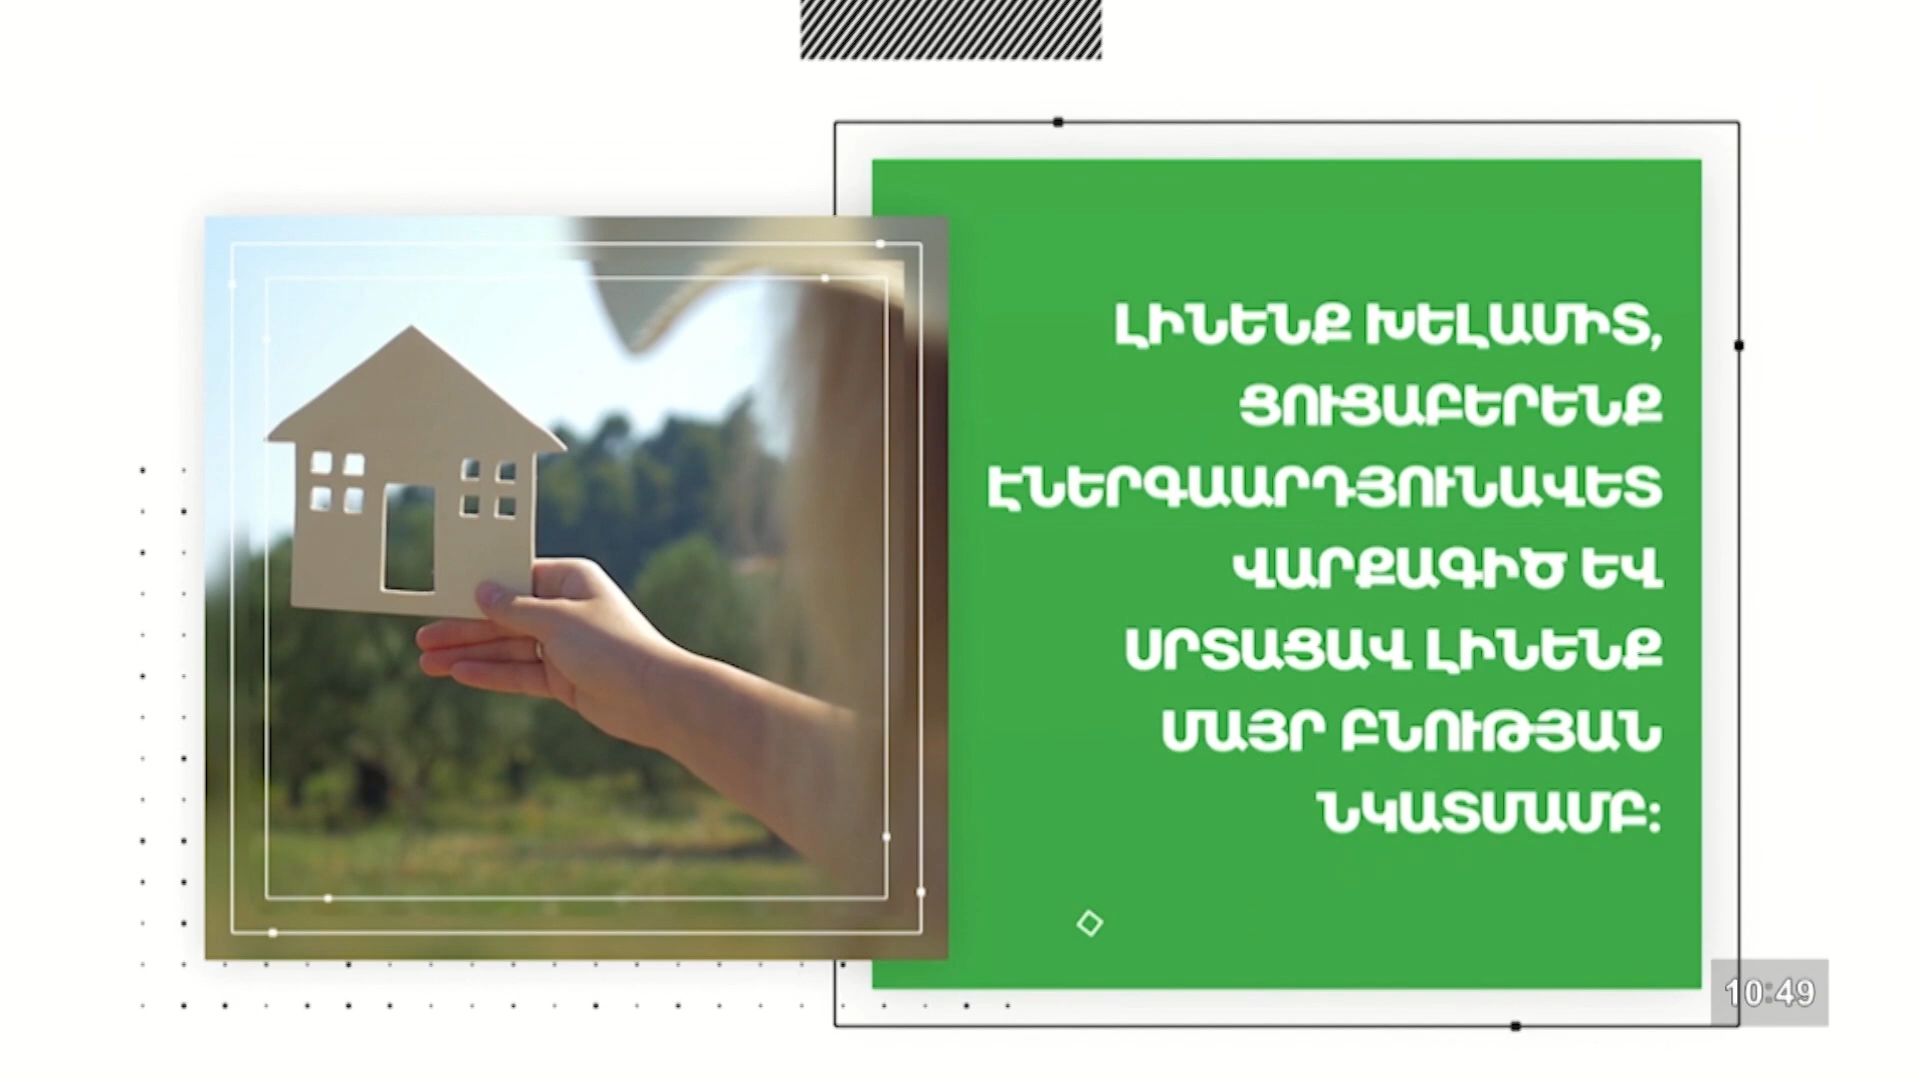 ԼԻՆԵՆՔ ԽԵԼԱՄԻՏ,
ՑՈՒՑԱԲԵՐԵՆՔ
ԷՆԵՐԳԱԱՐԴՅՈՒՆԱՎԵՏ
ՎԱՐՔԱԳԻԾ ԵՎ
ՍՐՏԱՑԱՎ ԼԻՆԵՆՔ
ՄԱՅՐ ԲՆՈՒԹՅԱՆ
ՆԿԱՏՄԱՄԲ:
10:49